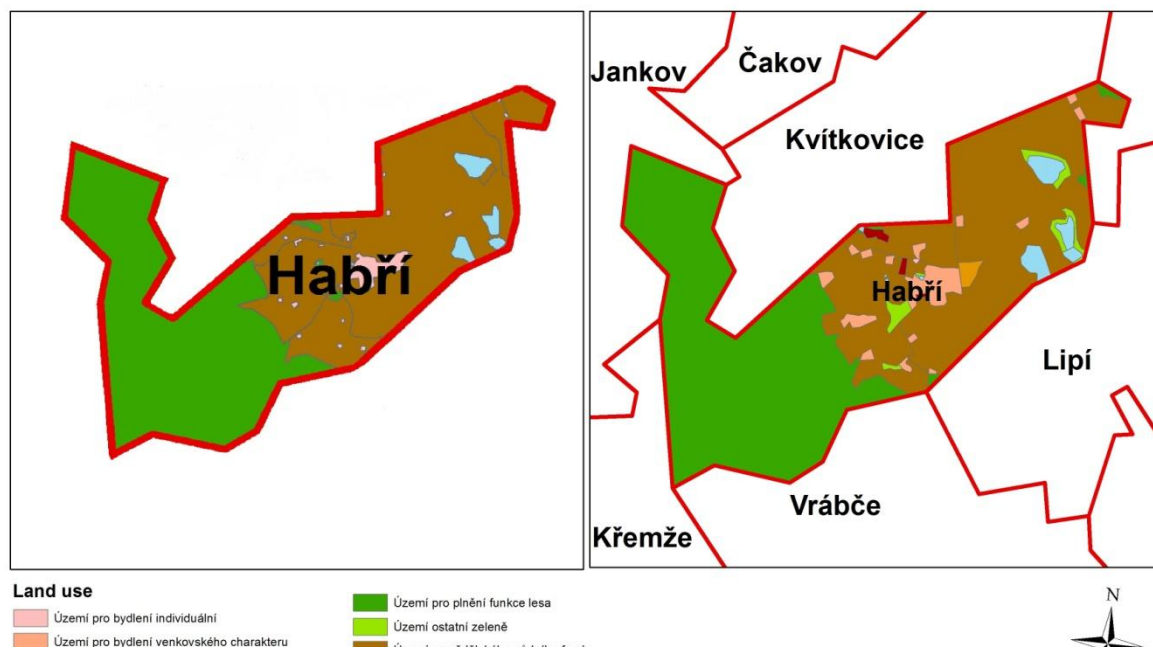 Habří
Jankov
Čakov
Kvítkovice
Habří
Lipí
Vrábče
Křemže
Land use
Území pro bydlení individuální
Území pro bydlení venkovského charakteru
Území pro plnění funkce lesa
Území ostatní zeleně
N